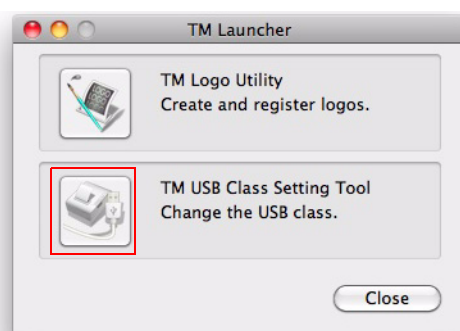 TM Launcher
TM Logo Utility
Create and register logos.
TM USB Class Setting Tool
Change the USB class.
Close